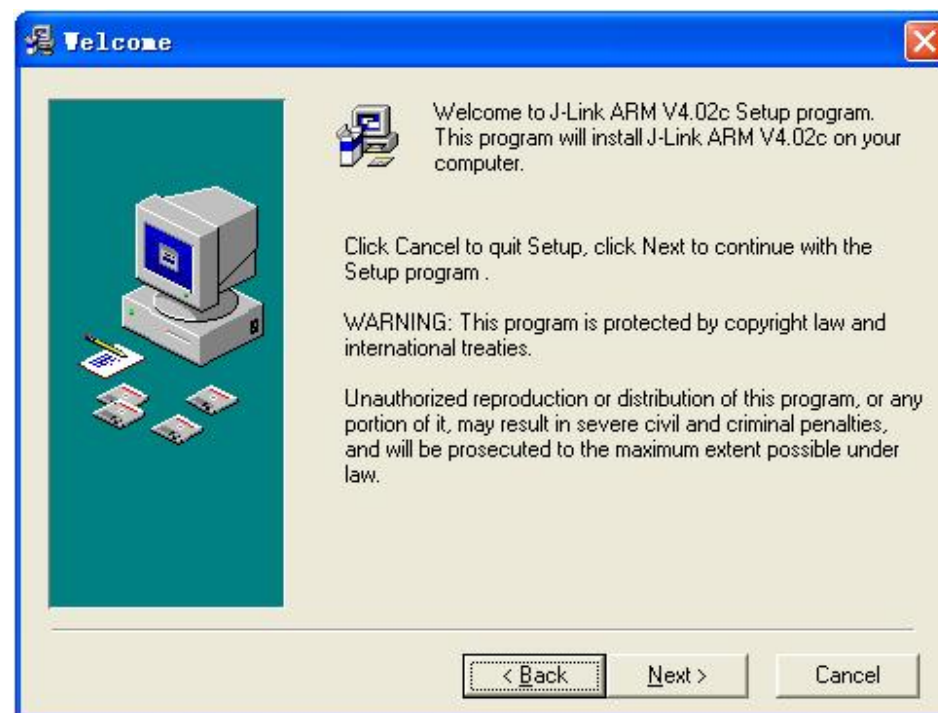 Welcome
Welcome to J-Link ARM V4.02c Setup program.
This program will install J-Link ARM V4.02c on your
computer.
Click Cancel to quit Setup, click Next to continue with the
Setup program .
WARNING: This program is protected by copyright law and
international treaties.
Unauthorized reproduction or distribution of this program, or any
portion of it, may result in severe civil and criminal penalties,
and will be prosecuted to the maximum extent possible under
law.
< Back
Next >
Cancel